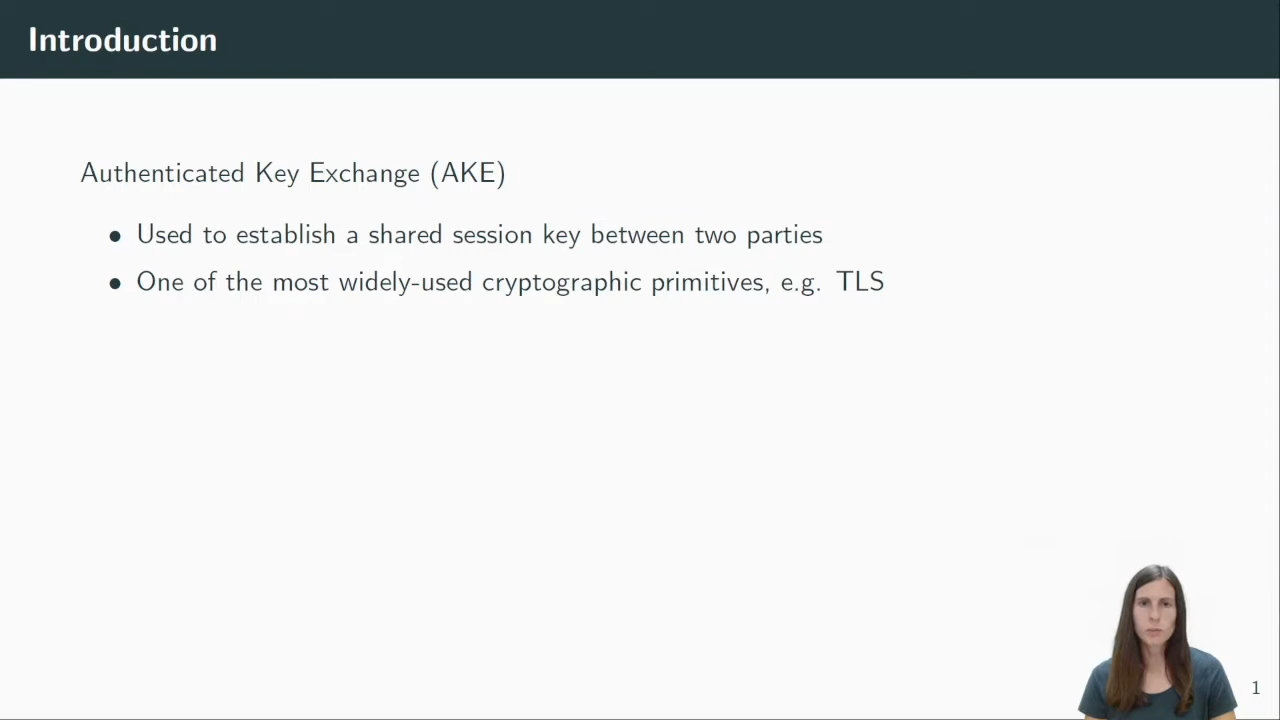 Introduction
Authenticated Key Exchange (AKE)
• Used to establish a shared session key between two parties
• One of the most widely-used cryptographic primitives, e.g. TLS
1